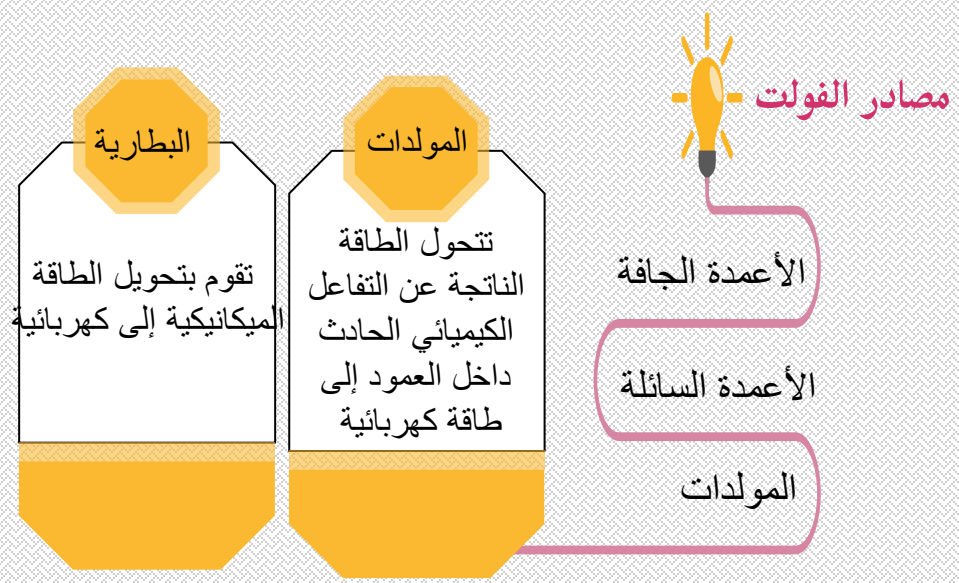 مصادر الفولت
الأعمدة الجافة
الأعمدة السائلة
المولدات
المولدات
تتحول الطاقة
الناتجة عن التفاعل
الكيميائي الحادث
داخل العمود إلى
طاقة كهربائية
البطارية
تقوم بتحويل الطاقة
الميكانيكية إلى كهربائية